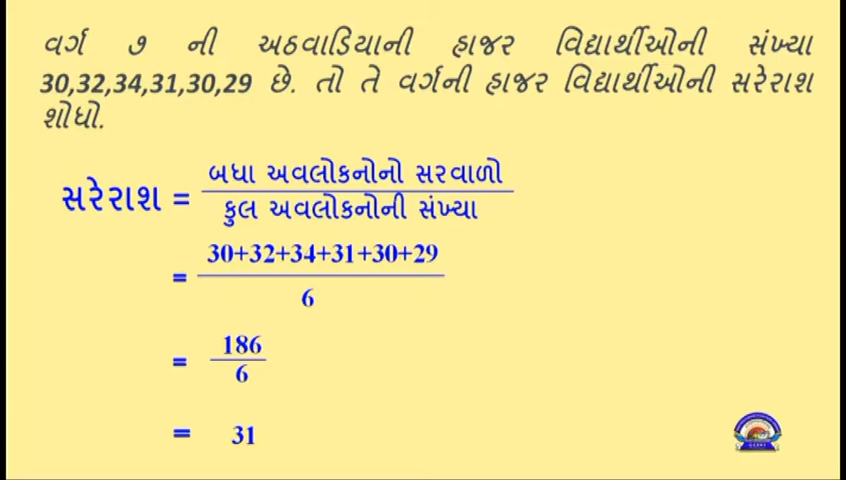 વર્ગ ૭ ની અઠવાડિયાની હાજર વિદ્યાર્થીઓની સંખ્યા
30,32,34,31,30,29 છે. તો તે વર્ગની હાજર વિદ્યાર્થીઓની સરેરાશ
શોધો.
સરેરાશ = બધા અવલોકનોનો સરવાળો
કુલ અવલોકનોની સંખ્યા
= 30+32+34+31+30+29
6
= 186
6
= 31